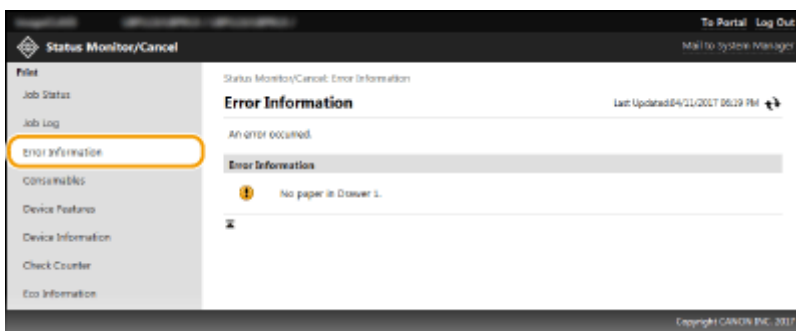 To Portal Log Out
Status Monitor/Cancel
Mail to System Manager
Print
Job Status
Job Log
Error Information
Consumables
Device Features
Device Information
Check Counter
Eco Information
Status Monitor/Cancel: Error Information
Error Information
Last Updated:04/11/2017 06:19 PM
An error occurred.
Error Information
No paper in Drawer 1.
Copyright CANON INC. 2017